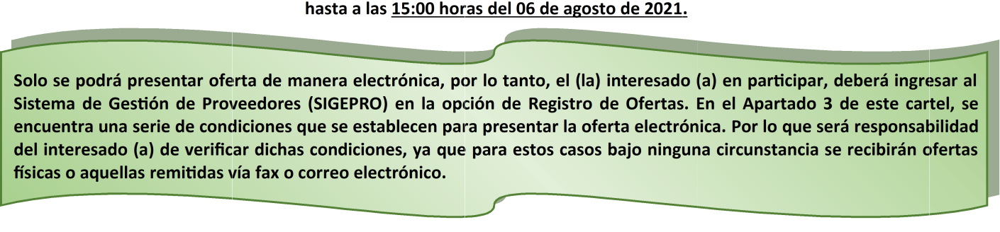 hasta a las 15:00 horas del 06 de agosto de 2021.
Solo se podrá presentar oferta de manera electrónica, por lo tanto, el (la) interesado (a) en participar, deberá ingresar al
Sistema de Gestión de Proveedores (SIGEPRO) en la opción de Registro de Ofertas. En el Apartado 3 de este cartel, se
encuentra una serie de condiciones que se establecen para presentar la oferta electrónica. Por lo que será responsabilidad
del interesado (a) de verificar dichas condiciones, ya que para estos casos bajo ninguna circunstancia se recibirán ofertas
físicas o aquellas remitidas vía fax o correo electrónico.